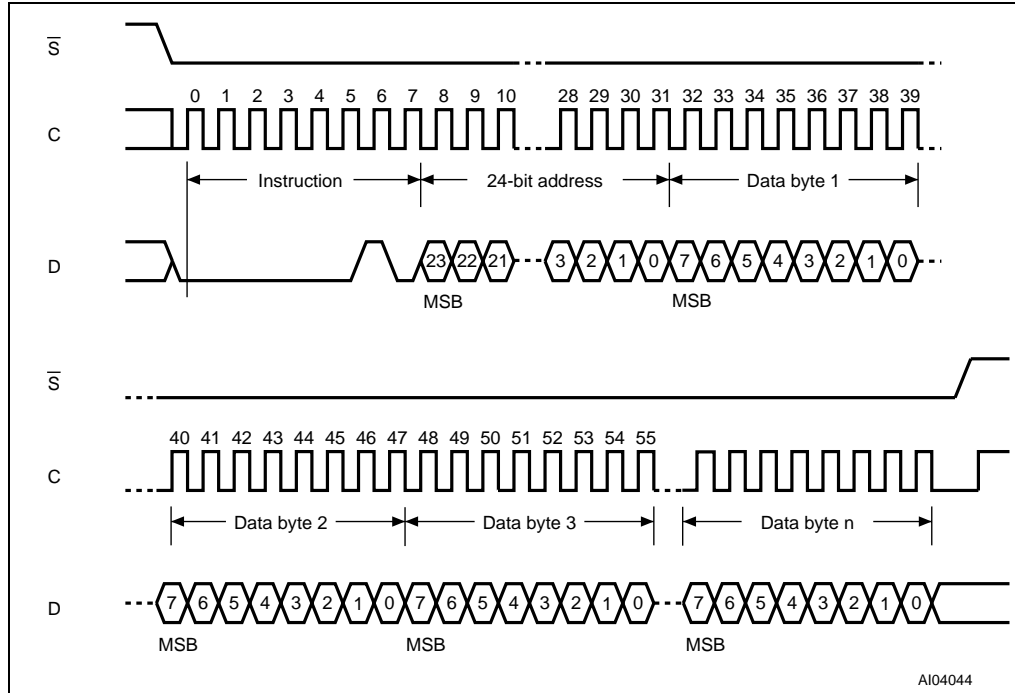 S
0 1 2 3 4 5 6 7 8 9 10 28 29 30 31 32 33 34 35 36 37 38 39
C
Instruction 24-bit address Data byte 1
D 23 22 21 3 2 1 0 7 6 5 4 3 2 1 0
MSB MSB
S
40 41 42 43 44 45 46 47 48 49 50 51 52 53 54 55
C
Data byte 2 Data byte 3 Data byte n
D 7 6 5 4 3 2 1 0 7 6 5 4 3 2 1 0 7 6 5 4 3 2 1 0
MSB MSB MSB
AI04044